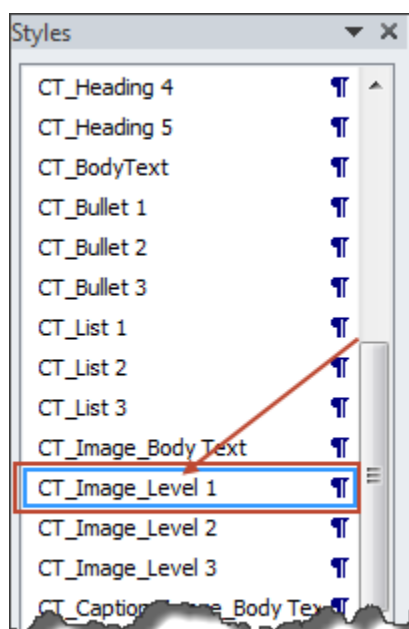 Styles
CT_Heading 4 ¶
CT_Heading 5 ¶
CT_BodyText ¶
CT_Bullet 1 ¶
CT_Bullet 2 ¶
CT_Bullet 3 ¶
CT_List 1 ¶
CT_List 2 ¶
CT_List 3 ¶
CT_Image_Body Text ¶
CT_Image_Level 1 ¶
CT_Image_Level 2 ¶
CT_Image_Level 3 ¶
CT_Caption ¶